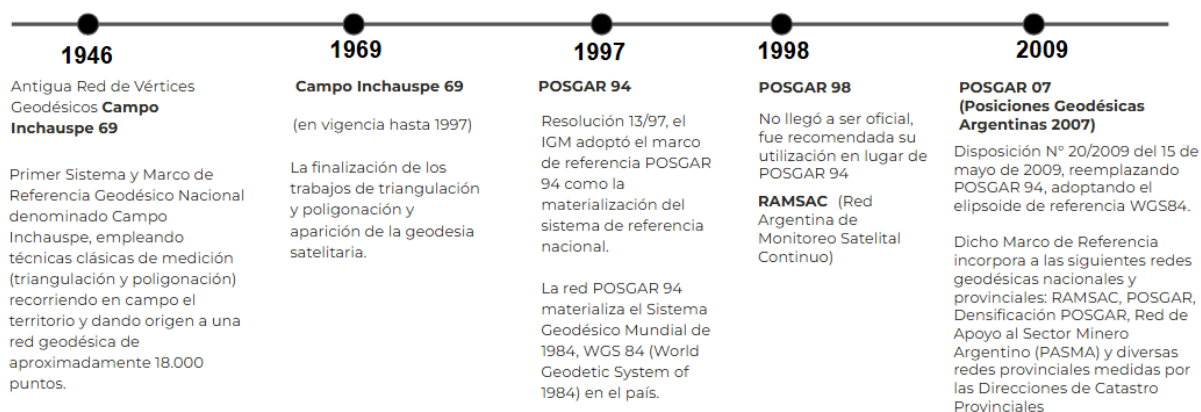 1946
Antigua Red de Vértices
Geodésicos Campo
Inchauspe 69
Primer Sistema y Marco de
Referencia Geodésico Nacional
denominado Campo
Inchauspe, empleando
técnicas clásicas de medición
(triangulación y poligonación)
recorriendo en campo el
territorio y dando origen a una
red geodésica de
aproximadamente 18.000
puntos.
1969
Campo Inchauspe 69
(en vigencia hasta 1997)
La finalización de los
trabajos de triangulación
y poligonación y
aparición de la geodesia
satelitaria.
1997
POSGAR 94
Resolución 13/97, el
IGM adoptó el marco
de referencia POSGAR
94 como la
materialización del
sistema de referencia
nacional.
La red POSGAR 94
materializa el Sistema
Geodésico Mundial de
1984, WGS 84 (World
Geodetic System of
1984) en el país.
1998
POSGAR 98
No llegó a ser oficial,
fue recomendada su
utilización en lugar de
POSGAR 94
RAMSAC (Red
Argentina de
Monitoreo Satelital
Continuo)
2009
POSGAR 07
(Posiciones Geodésicas
Argentinas 2007)
Disposición N° 20/2009 del 15 de
mayo de 2009, reemplazando
POSGAR 94, adoptando el
elipsoide de referencia WGS84.
Dicho Marco de Referencia
incorpora a las siguientes redes
geodésicas nacionales y
provinciales: RAMSAC, POSGAR,
Densificación POSGAR, Red de
Apoyo al Sector Minero
Argentino (PASMA) y diversas
redes provinciales medidas por
las Direcciones de Catastro
Provinciales